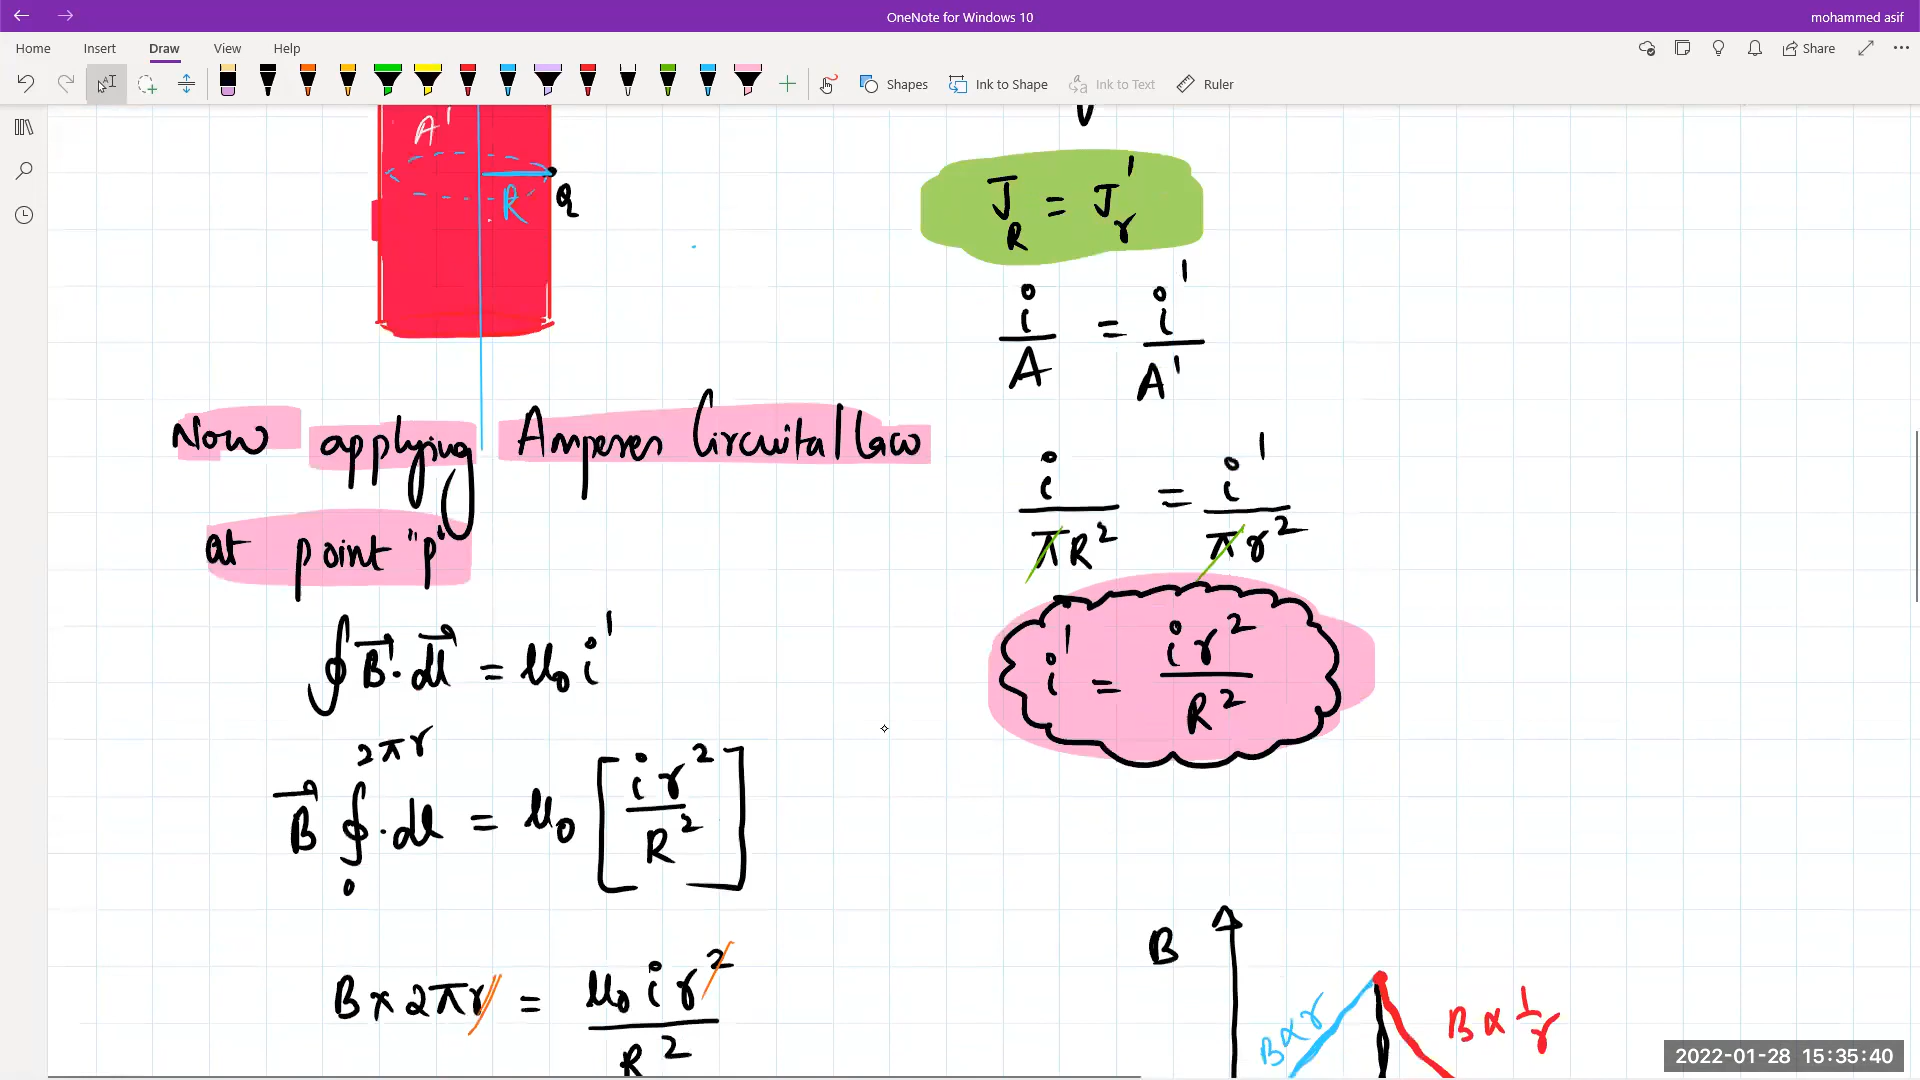 OneNote for Windows 10
mohammed asif
Home Insert Draw View Help
Share
Shapes Ink to Shape Ink to Text Ruler
A'
R Q
J_R = J'_r
i/A = i'/A'
Now applying Amperes Circuital law
at point "p"
i/πR² = i'/πr²
i' = ir²/R²
∮B⃗·dl⃗ = μ₀i'
2πr
B⃗ ∮·dl = μ₀[ir²/R²]
0
B × 2πr = μ₀ir²/R²
B
B ∝ r
B ∝ 1/r
2022-01-28 15:35:40